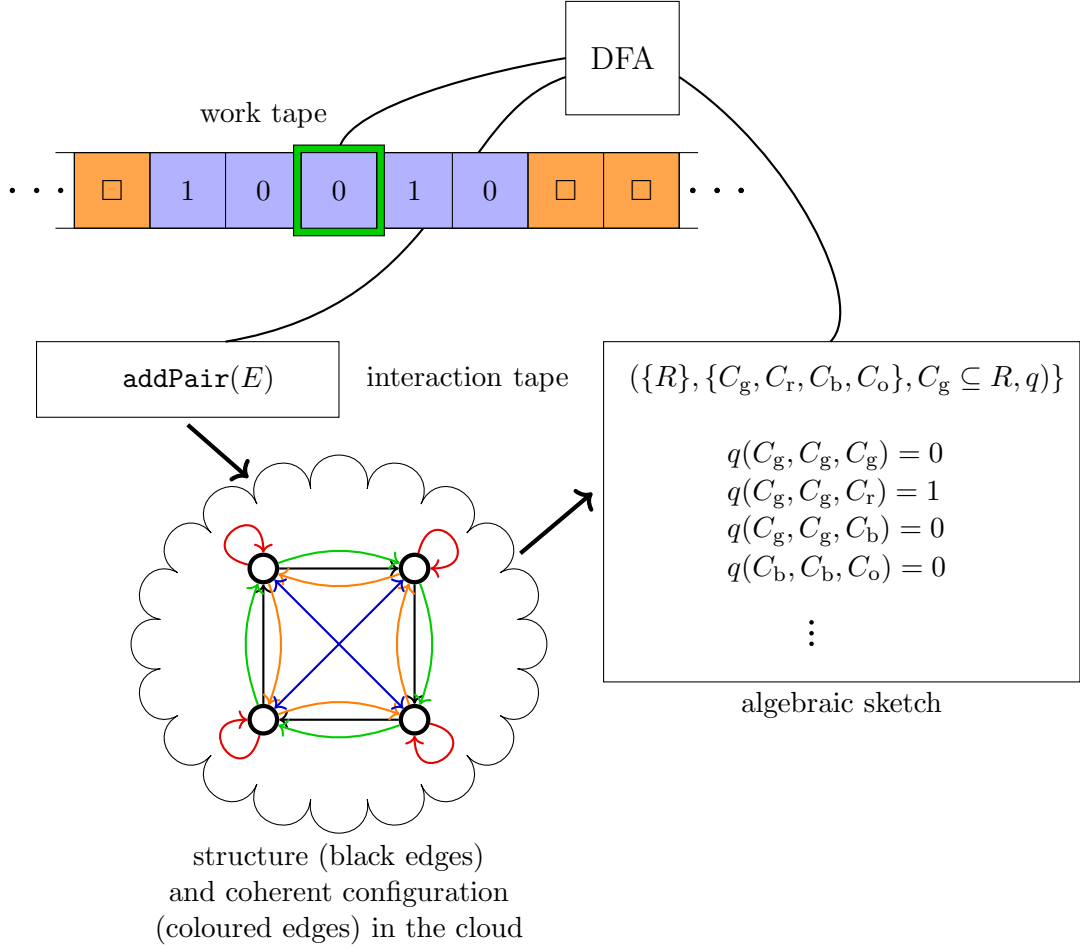 DFA
work tape
· · · □ 1 0 0 1 0 □ □ · · ·
addPair(E)
interaction tape
({R}, {C_g, C_r, C_b, C_o}, C_g ⊆ R, q)}
q(C_g, C_g, C_g) = 0
q(C_g, C_g, C_r) = 1
q(C_g, C_g, C_b) = 0
q(C_b, C_b, C_o) = 0
⋮
algebraic sketch
structure (black edges)
and coherent configuration
(coloured edges) in the cloud